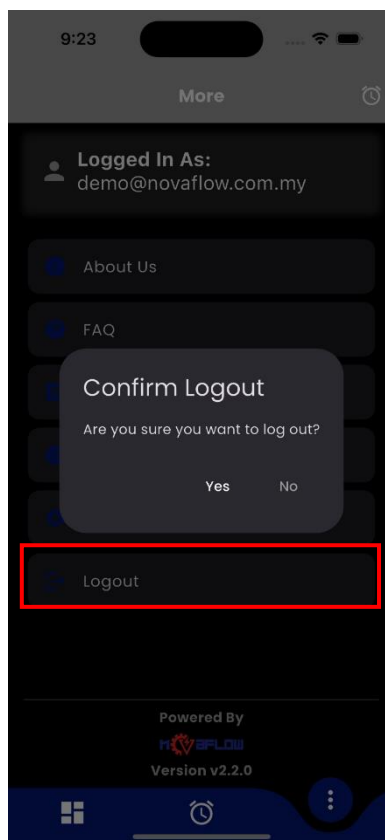 9:23
More
Logged In As:
demo@novaflow.com.my
About Us
FAQ
Confirm Logout
Are you sure you want to log out?
Yes No
Logout
Powered By
Version v2.2.0